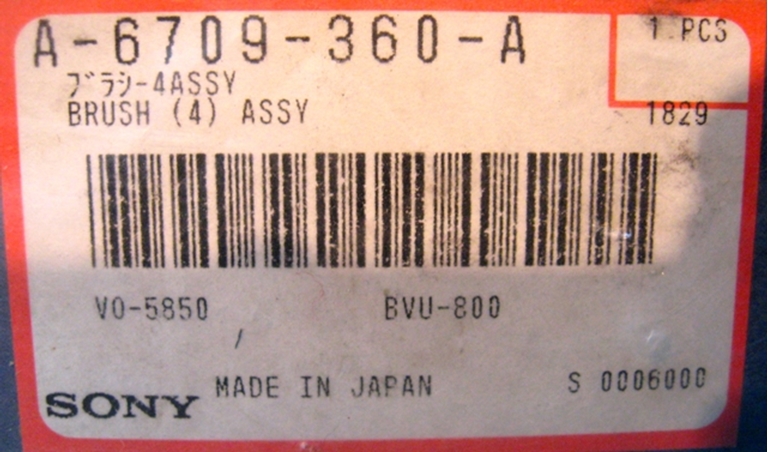 A-6709-360-A
1 PCS
ブラシ-4ASSY
BRUSH (4) ASSY
1829
VO-5850 BVU-800
SONY MADE IN JAPAN S 0006000